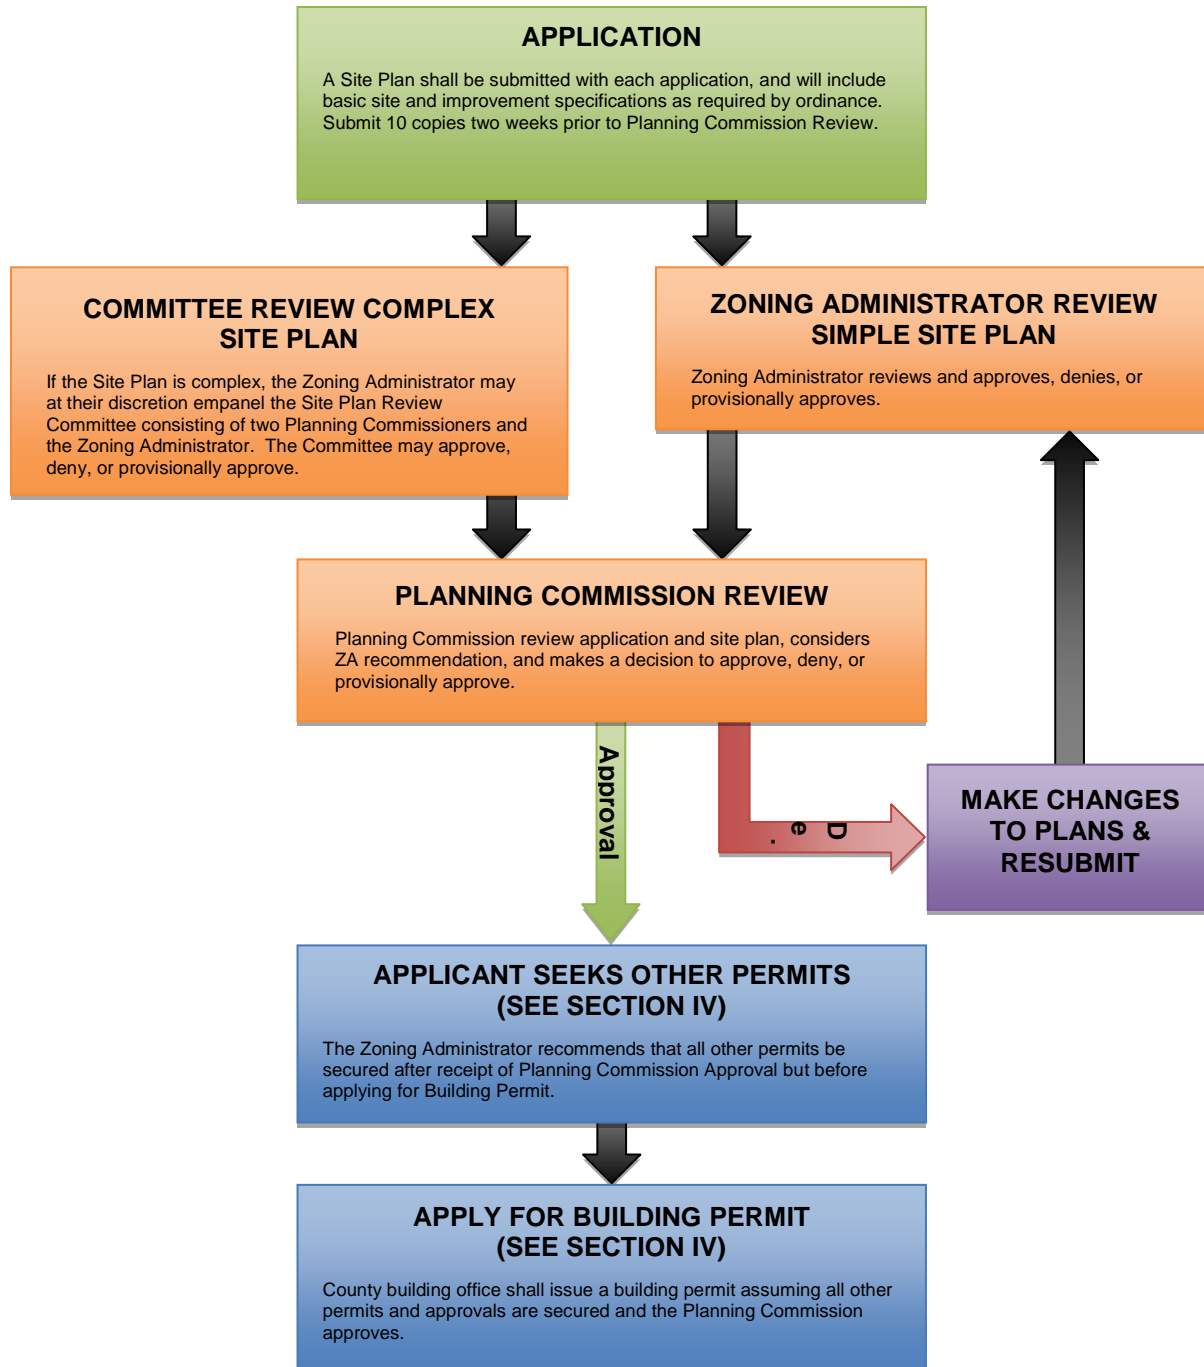 APPLICATION
A Site Plan shall be submitted with each application, and will include
basic site and improvement specifications as required by ordinance.
Submit 10 copies two weeks prior to Planning Commission Review.
COMMITTEE REVIEW COMPLEX
SITE PLAN
If the Site Plan is complex, the Zoning Administrator may
at their discretion empanel the Site Plan Review
Committee consisting of two Planning Commissioners and
the Zoning Administrator.  The Committee may approve,
deny, or provisionally approve.
ZONING ADMINISTRATOR REVIEW
SIMPLE SITE PLAN
Zoning Administrator reviews and approves, denies, or
provisionally approves.
PLANNING COMMISSION REVIEW
Planning Commission review application and site plan, considers
ZA recommendation, and makes a decision to approve, deny, or
provisionally approve.
Approval
D
e
.
MAKE CHANGES
TO PLANS &
RESUBMIT
APPLICANT SEEKS OTHER PERMITS
(SEE SECTION IV)
The Zoning Administrator recommends that all other permits be
secured after receipt of Planning Commission Approval but before
applying for Building Permit.
APPLY FOR BUILDING PERMIT
(SEE SECTION IV)
County building office shall issue a building permit assuming all other
permits and approvals are secured and the Planning Commission
approves.